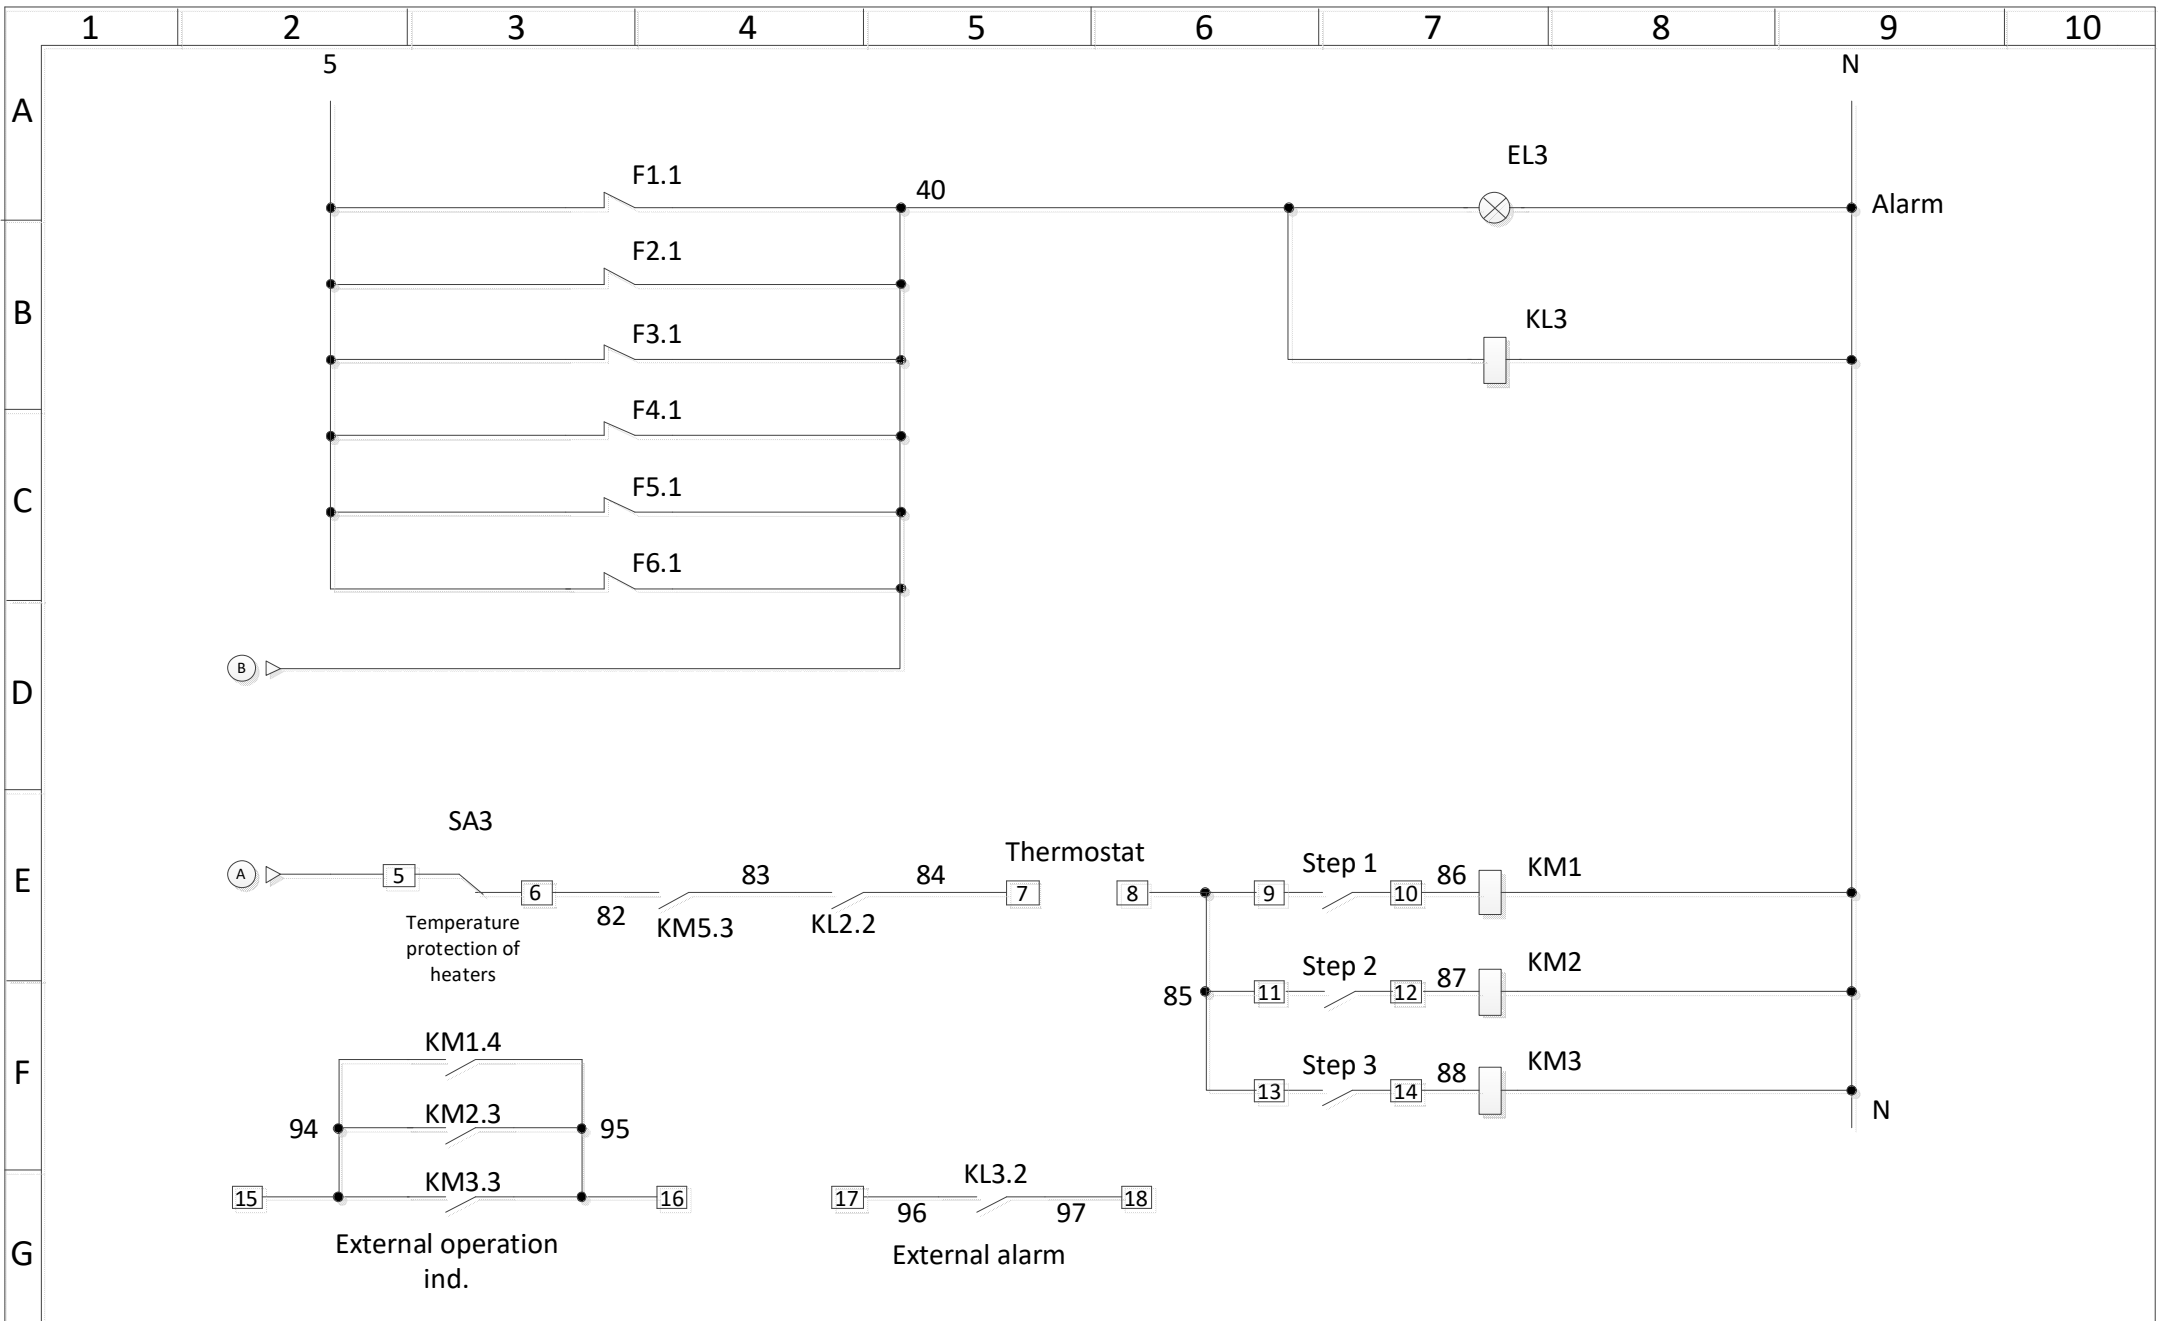 1 2 3 4 5 6 7 8 9 10
5 N
A
EL3
F1.1
40
Alarm
F2.1
B
KL3
F3.1
F4.1
C
F5.1
F6.1
B
D
SA3
Thermostat
E
A
5
6
82
83
84
7
8
9
Step 1
10
86
KM1
KM5.3
KL2.2
Temperature
protection of
heaters
85
11
Step 2
12
87
KM2
F
13
Step 3
14
88
KM3
N
KM1.4
94
KM2.3
95
15
KM3.3
16
External operation
ind.
17
96
KL3.2
97
18
External alarm
G